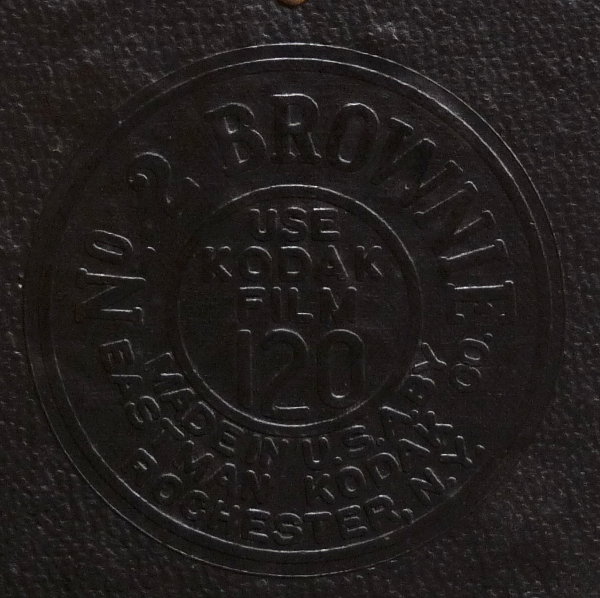 No. 2. BROWNIE
USE
KODAK
FILM
120
MADE IN U.S.A. BY
EASTMAN KODAK CO.
ROCHESTER, N.Y.